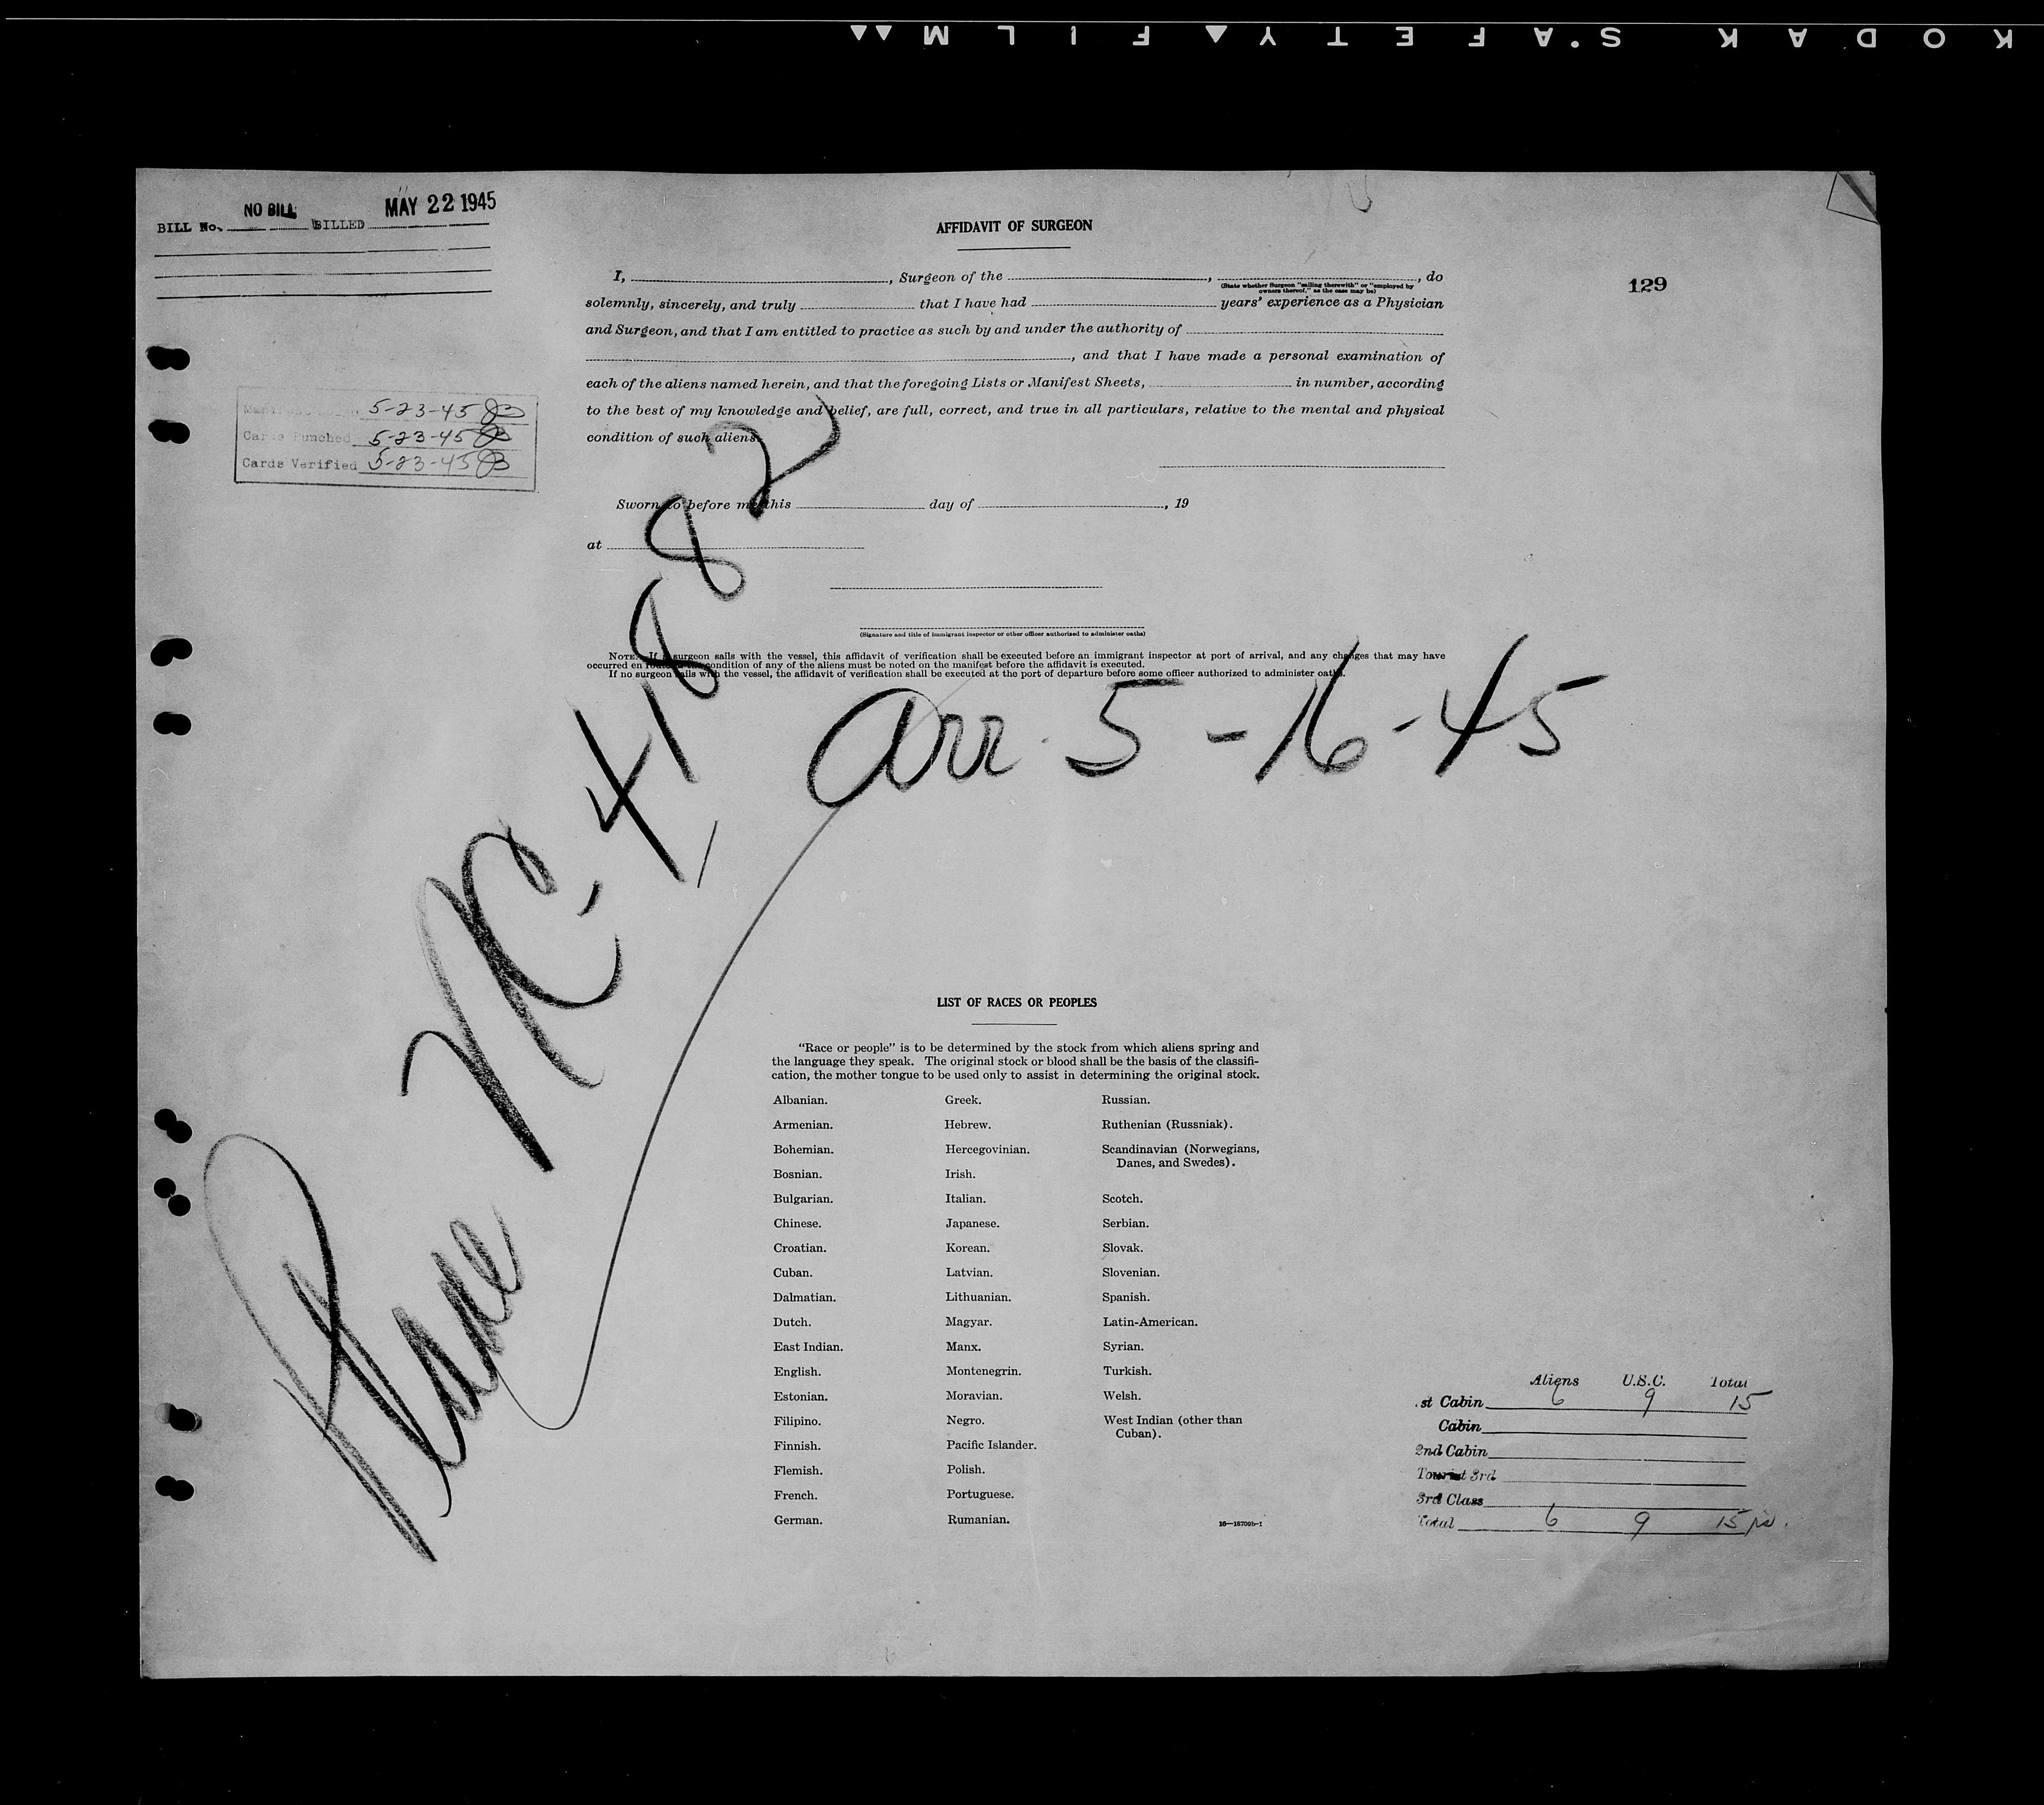 KODAK SAFETY FILM
BILL No. NO BILL BILLED MAY 22 1945
AFFIDAVIT OF SURGEON
129
I, , Surgeon of the , , do
(State whether Surgeon "sailing therewith" or "employed by
owners thereof," as the case may be)
solemnly, sincerely, and truly that I have had years' experience as a Physician
and Surgeon, and that I am entitled to practice as such by and under the authority of
, and that I have made a personal examination of
each of the aliens named herein, and that the foregoing Lists or Manifest Sheets, in number, according
to the best of my knowledge and belief, are full, correct, and true in all particulars, relative to the mental and physical
condition of such aliens.
5-23-45
Cards Punched 5-23-45
Cards Verified 5-23-45
Sworn to before me this day of , 19
at
(Signature and title of immigrant inspector or other officer authorized to administer oaths)
NOTE.—If a surgeon sails with the vessel, this affidavit of verification shall be executed before an immigrant inspector at port of arrival, and any changes that may have
occurred en route in the condition of any of the aliens must be noted on the manifest before the affidavit is executed.
If no surgeon sails with the vessel, the affidavit of verification shall be executed at the port of departure before some officer authorized to administer oaths.
Plane NC-41882
arr. 5-16-45
LIST OF RACES OR PEOPLES
"Race or people" is to be determined by the stock from which aliens spring and
the language they speak. The original stock or blood shall be the basis of the classifi-
cation, the mother tongue to be used only to assist in determining the original stock.
Albanian.
Armenian.
Bohemian.
Bosnian.
Bulgarian.
Chinese.
Croatian.
Cuban.
Dalmatian.
Dutch.
East Indian.
English.
Estonian.
Filipino.
Finnish.
Flemish.
French.
German.
Greek.
Hebrew.
Hercegovinian.
Irish.
Italian.
Japanese.
Korean.
Latvian.
Lithuanian.
Magyar.
Manx.
Montenegrin.
Moravian.
Negro.
Pacific Islander.
Polish.
Portuguese.
Rumanian.
Russian.
Ruthenian (Russniak).
Scandinavian (Norwegians,
Danes, and Swedes).
Scotch.
Serbian.
Slovak.
Slovenian.
Spanish.
Latin-American.
Syrian.
Turkish.
Welsh.
West Indian (other than
Cuban).
16—18709b-1
Aliens U.S.C. Total
st Cabin 6 9 15
Cabin
2nd Cabin
Tourist 3rd
3rd Class
Total 6 9 15